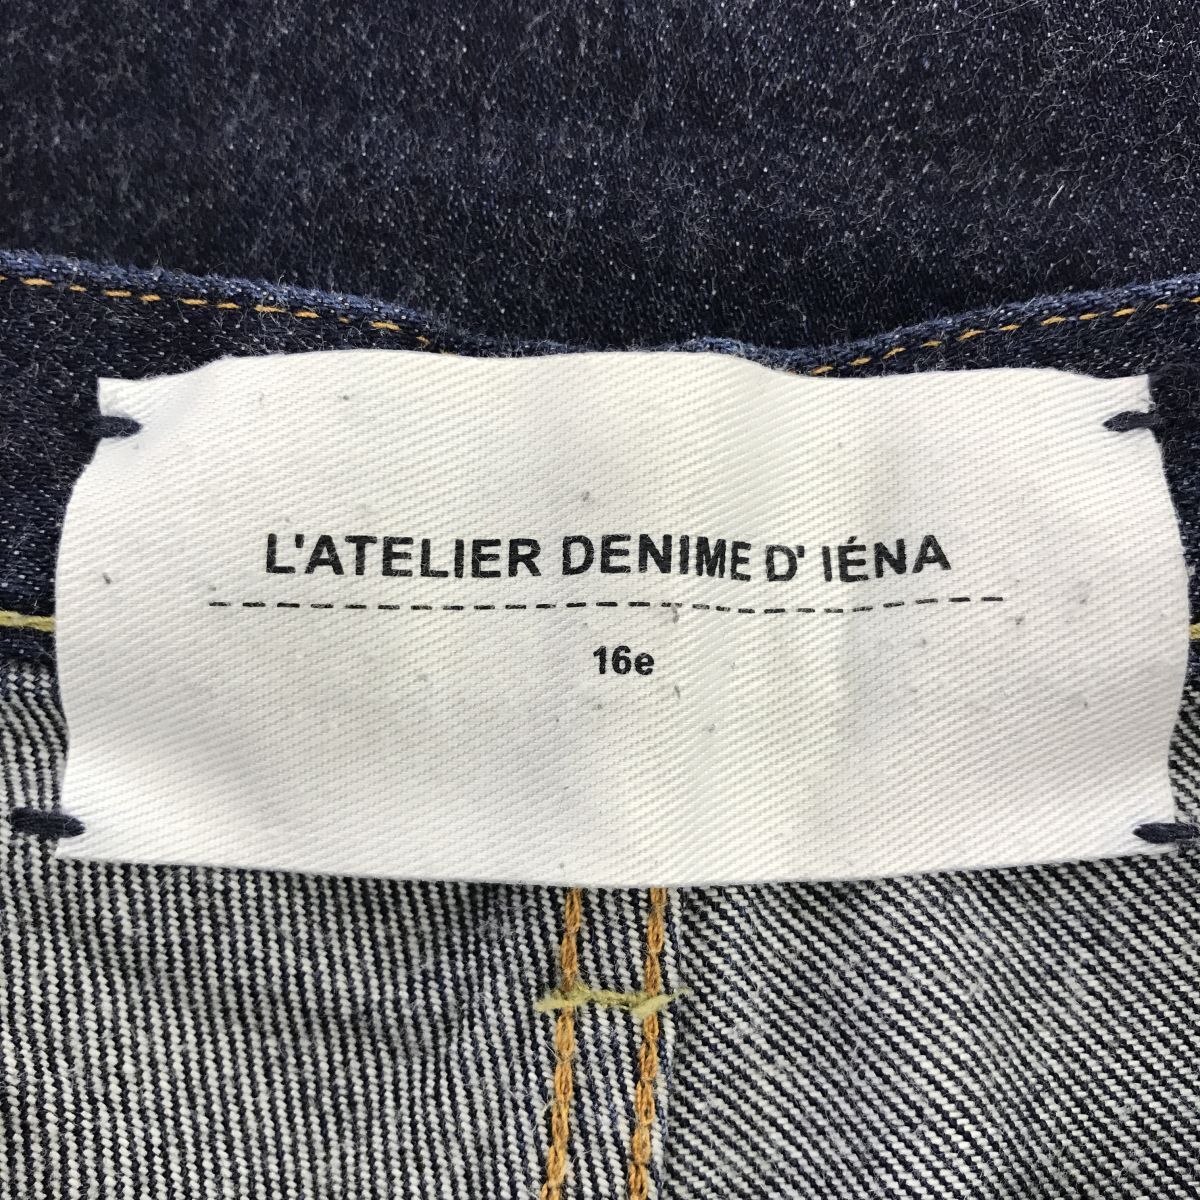 L'ATELIER DENIME D' IÉNA
16e